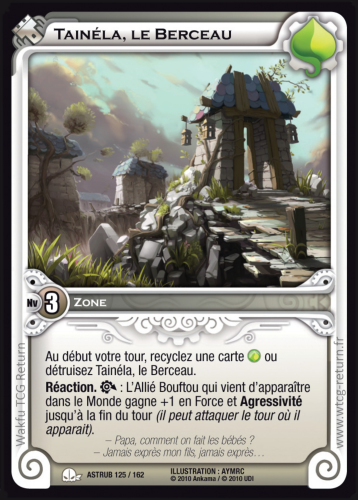 Tainéla, le Berceau
Nv 3 Zone
Au début votre tour, recyclez une carte ou
détruisez Tainéla, le Berceau.
Réaction. : L'Allié Bouftou qui vient d'apparaître
dans le Monde gagne +1 en Force et Agressivité
jusqu'à la fin du tour (il peut attaquer le tour où il
apparait).
– Papa, comment on fait les bébés ?
– Jamais exprès mon fils, jamais exprès…
Wakfu TCG Return
www.wtcg-return.fr
ASTRUB 125 / 162
ILLUSTRATION : AYMRC
© 2010 Ankama / © 2010 UDI